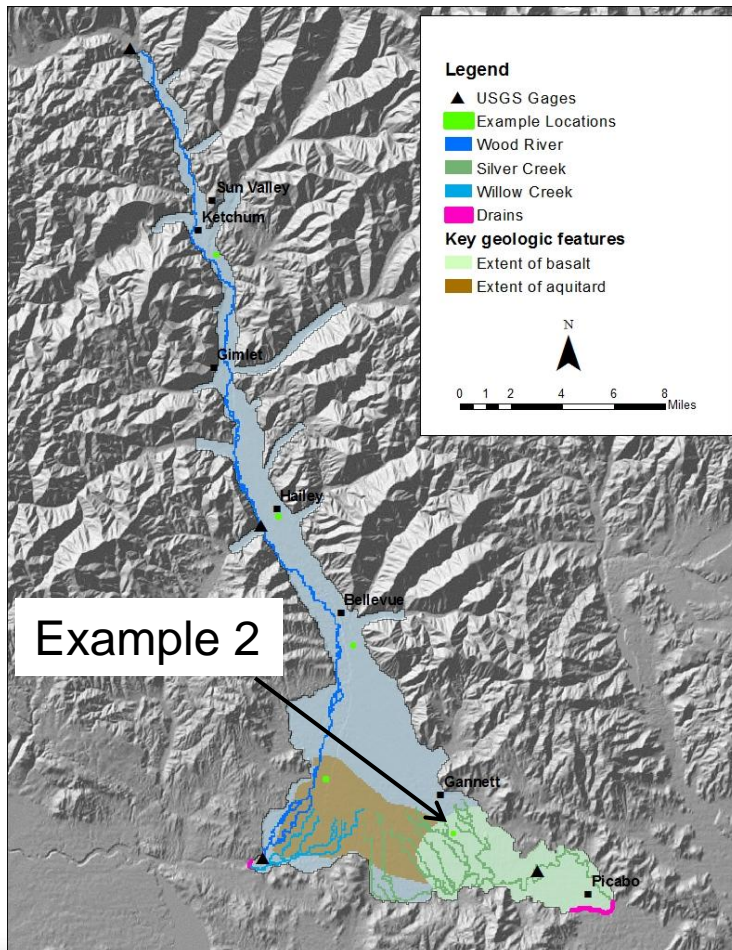 Legend
USGS Gages
Example Locations
Wood River
Silver Creek
Willow Creek
Drains
Key geologic features
Extent of basalt
Extent of aquitard
N
0 1 2 4 6 8
Miles
Sun Valley
Ketchum
Gimlet
Hailey
Bellevue
Example 2
Gannett
Picabo